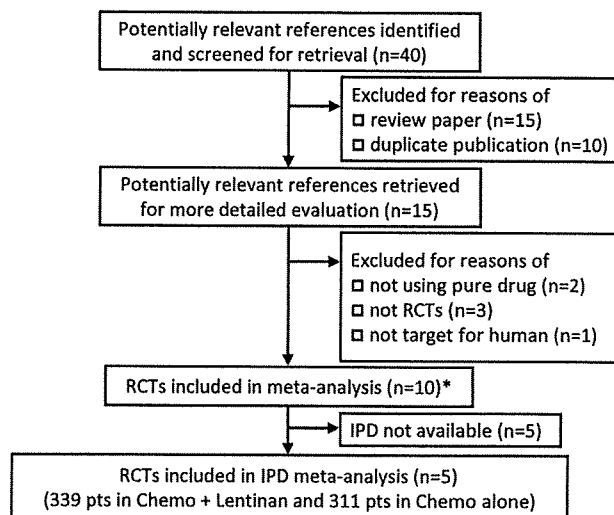 Potentially relevant references identified
and screened for retrieval (n=40)
Excluded for reasons of
□ review paper (n=15)
□ duplicate publication (n=10)
Potentially relevant references retrieved
for more detailed evaluation (n=15)
Excluded for reasons of
□ not using pure drug (n=2)
□ not RCTs (n=3)
□ not target for human (n=1)
RCTs included in meta-analysis (n=10)*
IPD not available (n=5)
RCTs included in IPD meta-analysis (n=5)
(339 pts in Chemo + Lentinan and 311 pts in Chemo alone)